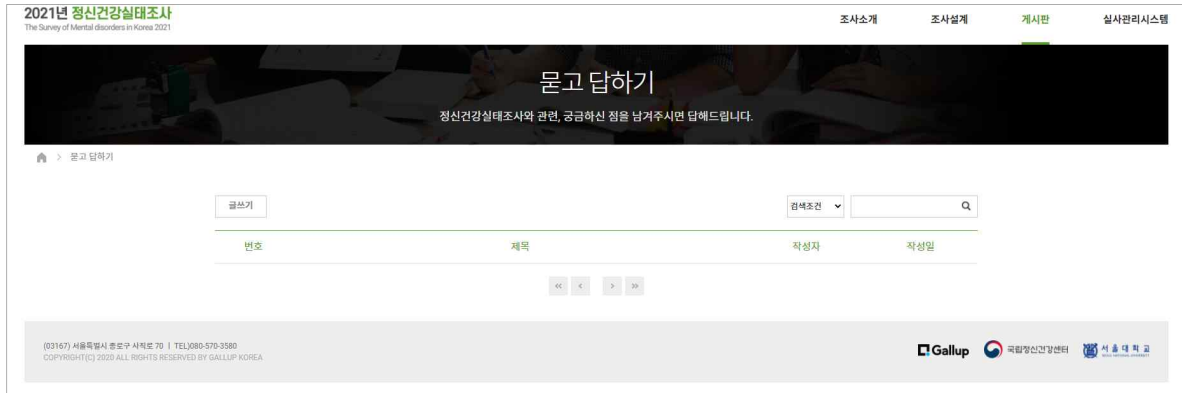 2021년 정신건강실태조사
The Survey of Mental disorders in Korea 2021
조사소개 조사설계 게시판 실사관리시스템
묻고 답하기
정신건강실태조사와 관련, 궁금하신 점을 남겨주시면 답해드립니다.
> 묻고 답하기
글쓰기 검색조건
번호 제목 작성자 작성일
« < > »
(03167) 서울특별시 종로구 사직로 70 | TEL)080-570-3580
COPYRIGHT(C) 2020 ALL RIGHTS RESERVED BY GALLUP KOREA
Gallup 국립정신건강센터 서울대학교